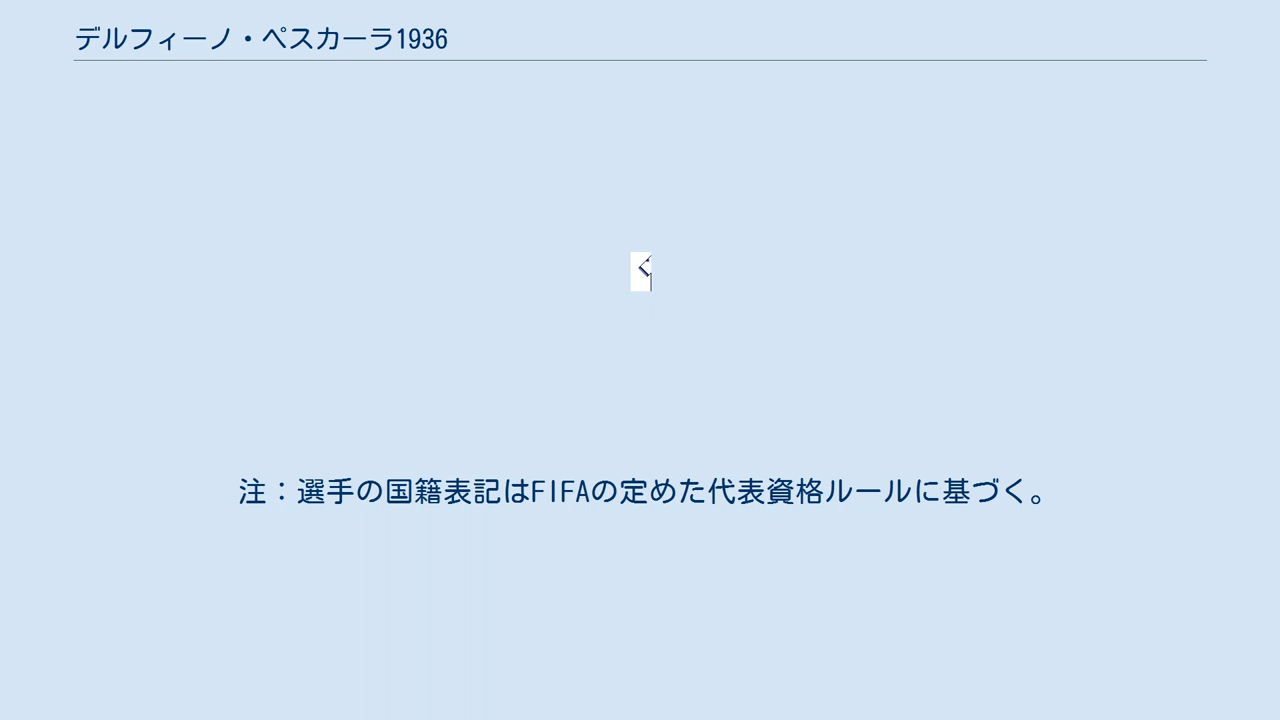 デルフィーノ・ペスカーラ1936
注：選手の国籍表記はFIFAの定めた代表資格ルールに基づく。